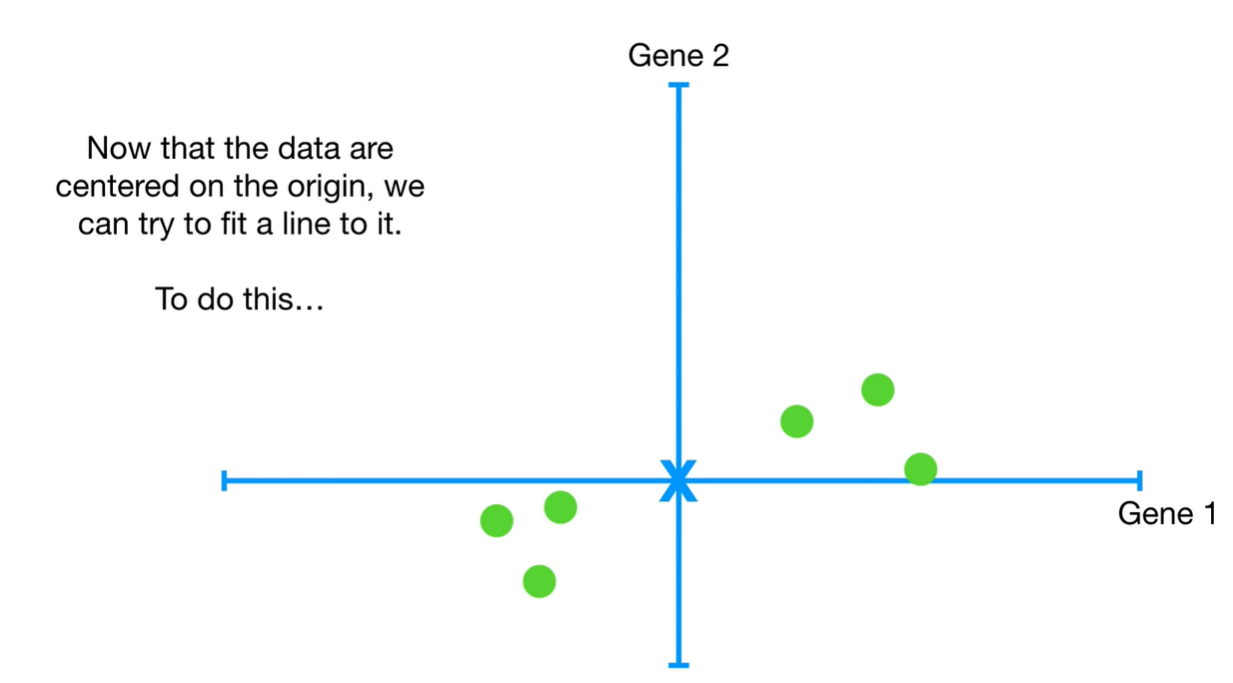 Gene 2
Now that the data are
centered on the origin, we
can try to fit a line to it.
To do this…
X
Gene 1